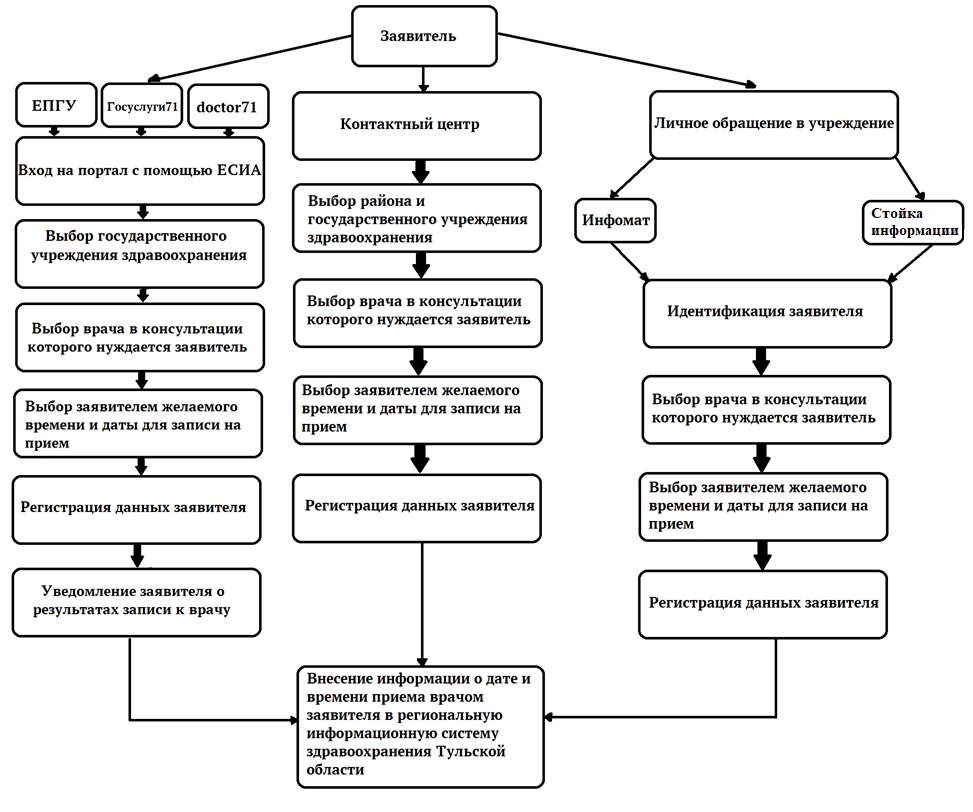 Заявитель
ЕПГУ
Госуслуги71
doctor71
Вход на портал с помощью ЕСИА
Выбор государственного
учреждения здравоохранения
Выбор врача в консультации
которого нуждается заявитель
Выбор заявителем желаемого
времени и даты для записи на
прием
Регистрация данных заявителя
Уведомление заявителя о
результатах записи к врачу
Контактный центр
Выбор района и
государственного учреждения
здравоохранения
Выбор врача в консультации
которого нуждается заявитель
Выбор заявителем желаемого
времени и даты для записи на
прием
Регистрация данных заявителя
Личное обращение в учреждение
Инфомат
Стойка
информации
Идентификация заявителя
Выбор врача в консультации
которого нуждается заявитель
Выбор заявителем желаемого
времени и даты для записи на
прием
Регистрация данных заявителя
Внесение информации о дате и
времени приема врачом
заявителя в региональную
информационную систему
здравоохранения Тульской
области